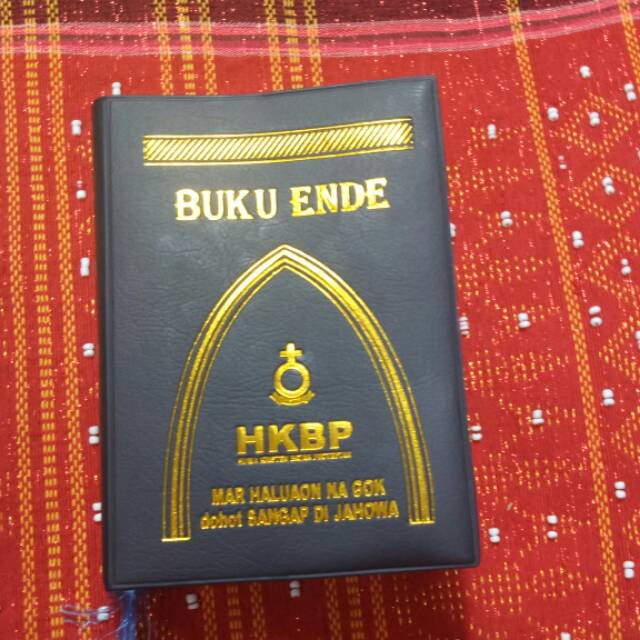 BUKU ENDE
HKBP
MAR HALUAON NA GOK
dohot SANGAP DI JAHOWA